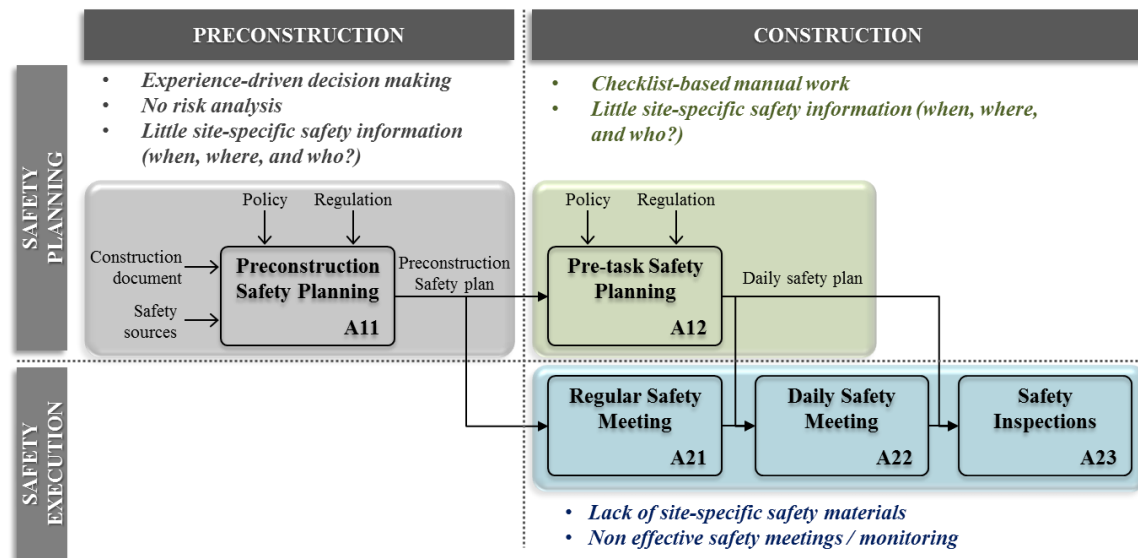 PRECONSTRUCTION
CONSTRUCTION
SAFETY
PLANNING
• Experience-driven decision making
• No risk analysis
• Little site-specific safety information
(when, where, and who?)
• Checklist-based manual work
• Little site-specific safety information (when, where,
and who?)
Policy
Regulation
Construction
document
Safety
sources
Preconstruction
Safety Planning
A11
Preconstruction
Safety plan
Policy
Regulation
Pre-task Safety
Planning
A12
Daily safety plan
SAFETY
EXECUTION
Regular Safety
Meeting
A21
Daily Safety
Meeting
A22
Safety
Inspections
A23
• Lack of site-specific safety materials
• Non effective safety meetings / monitoring